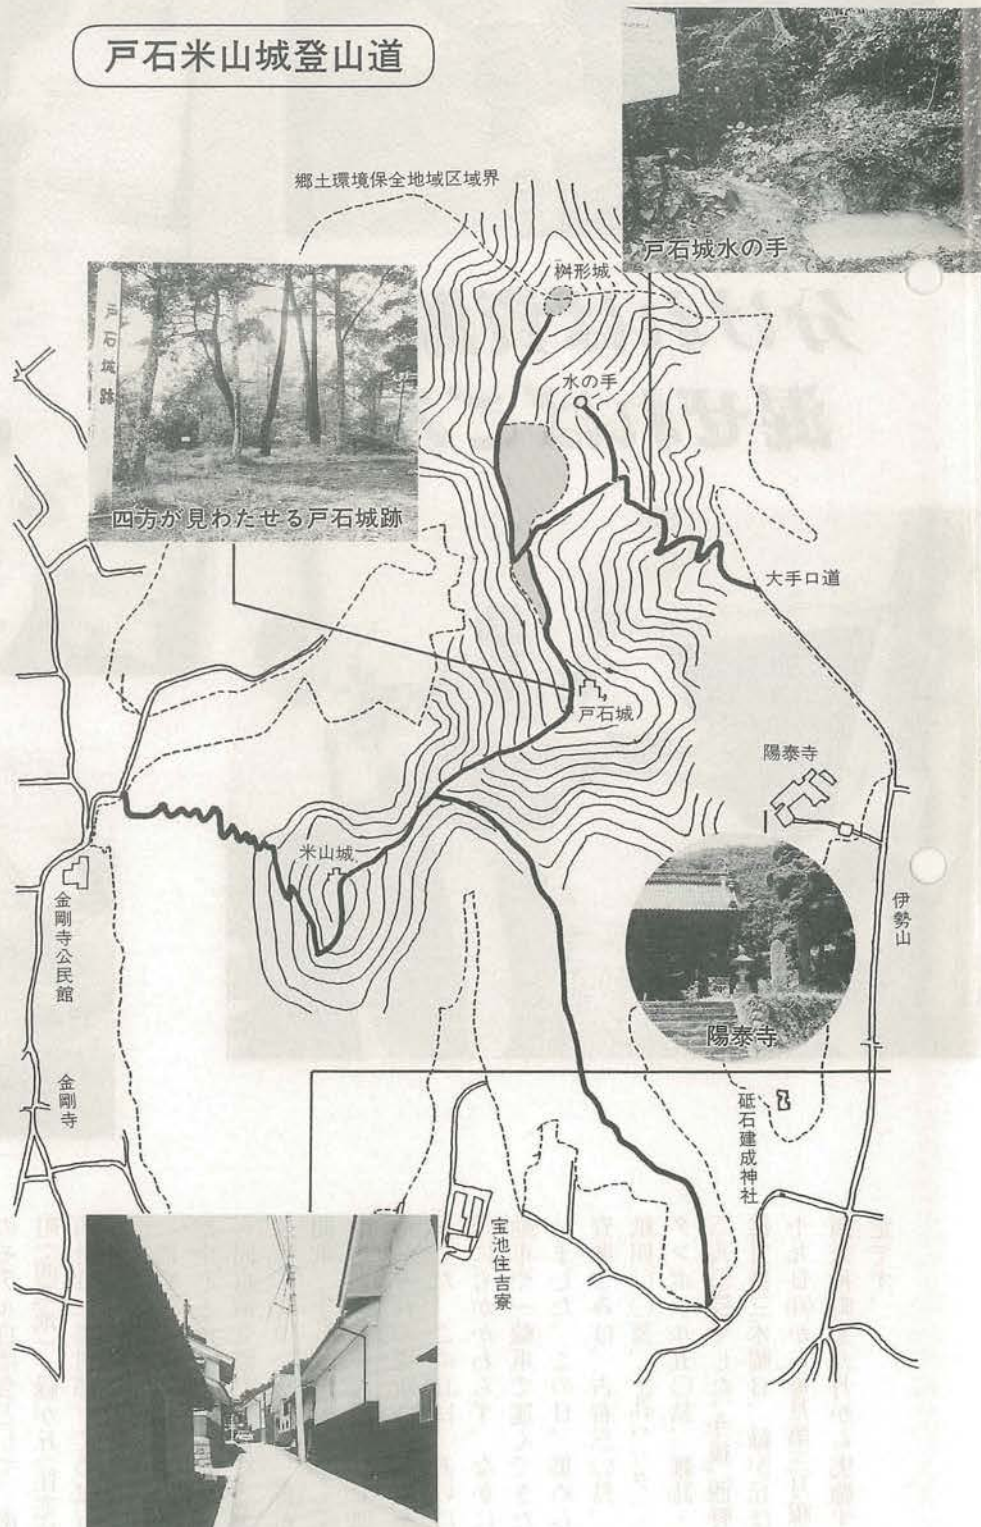 戸石米山城登山道
戸石城水の手
郷土環境保全地域区域界
桝形城
戸石城跡
水の手
四方が見わたせる戸石城跡
大手口道
戸石城
陽泰寺
米山城
金剛寺公民館
伊勢山
陽泰寺
金剛寺
砥石建成神社
宝池住吉寮